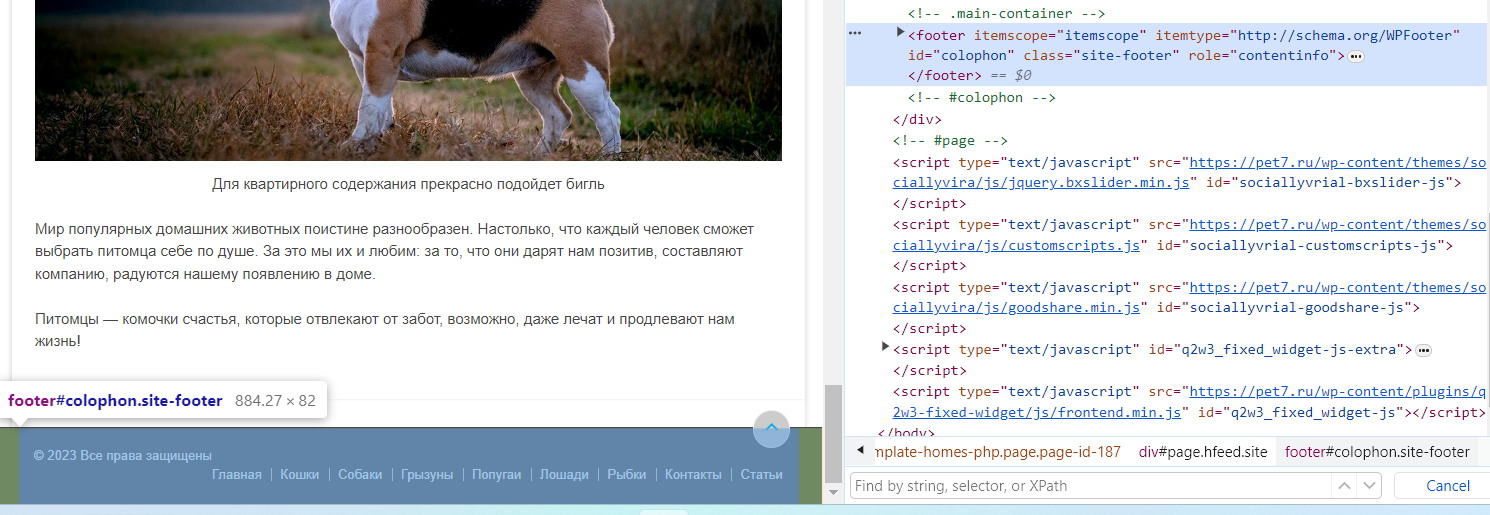 Для квартирного содержания прекрасно подойдет бигль
Мир популярных домашних животных поистине разнообразен. Настолько, что каждый человек сможет
выбрать питомца себе по душе. За это мы их и любим: за то, что они дарят нам позитив, составляют
компанию, радуются нашему появлению в доме.
Питомцы — комочки счастья, которые отвлекают от забот, возможно, даже лечат и продлевают нам
жизнь!
footer#colophon.site-footer 884.27 × 82
© 2023 Все права защищены
Главная | Кошки | Собаки | Грызуны | Попугаи | Лошади | Рыбки | Контакты | Статьи
<!-- .main-container -->
<footer itemscope="itemscope" itemtype="http://schema.org/WPFooter"
id="colophon" class="site-footer" role="contentinfo">
</footer> == $0
<!-- #colophon -->
</div>
<!-- #page -->
<script type="text/javascript" src="https://pet7.ru/wp-content/themes/so
ciallyvira/js/jquery.bxslider.min.js" id="sociallyvrial-bxslider-js">
</script>
<script type="text/javascript" src="https://pet7.ru/wp-content/themes/so
ciallyvira/js/customscripts.js" id="sociallyvrial-customscripts-js">
</script>
<script type="text/javascript" src="https://pet7.ru/wp-content/themes/so
ciallyvira/js/goodshare.min.js" id="sociallyvrial-goodshare-js">
</script>
<script type="text/javascript" id="q2w3_fixed_widget-js-extra">
</script>
<script type="text/javascript" src="https://pet7.ru/wp-content/plugins/q
2w3-fixed-widget/js/frontend.min.js" id="q2w3_fixed_widget-js"></script>
</body>
mplate-homes-php.page.page-id-187 div#page.hfeed.site footer#colophon.site-footer
Find by string, selector, or XPath
Cancel